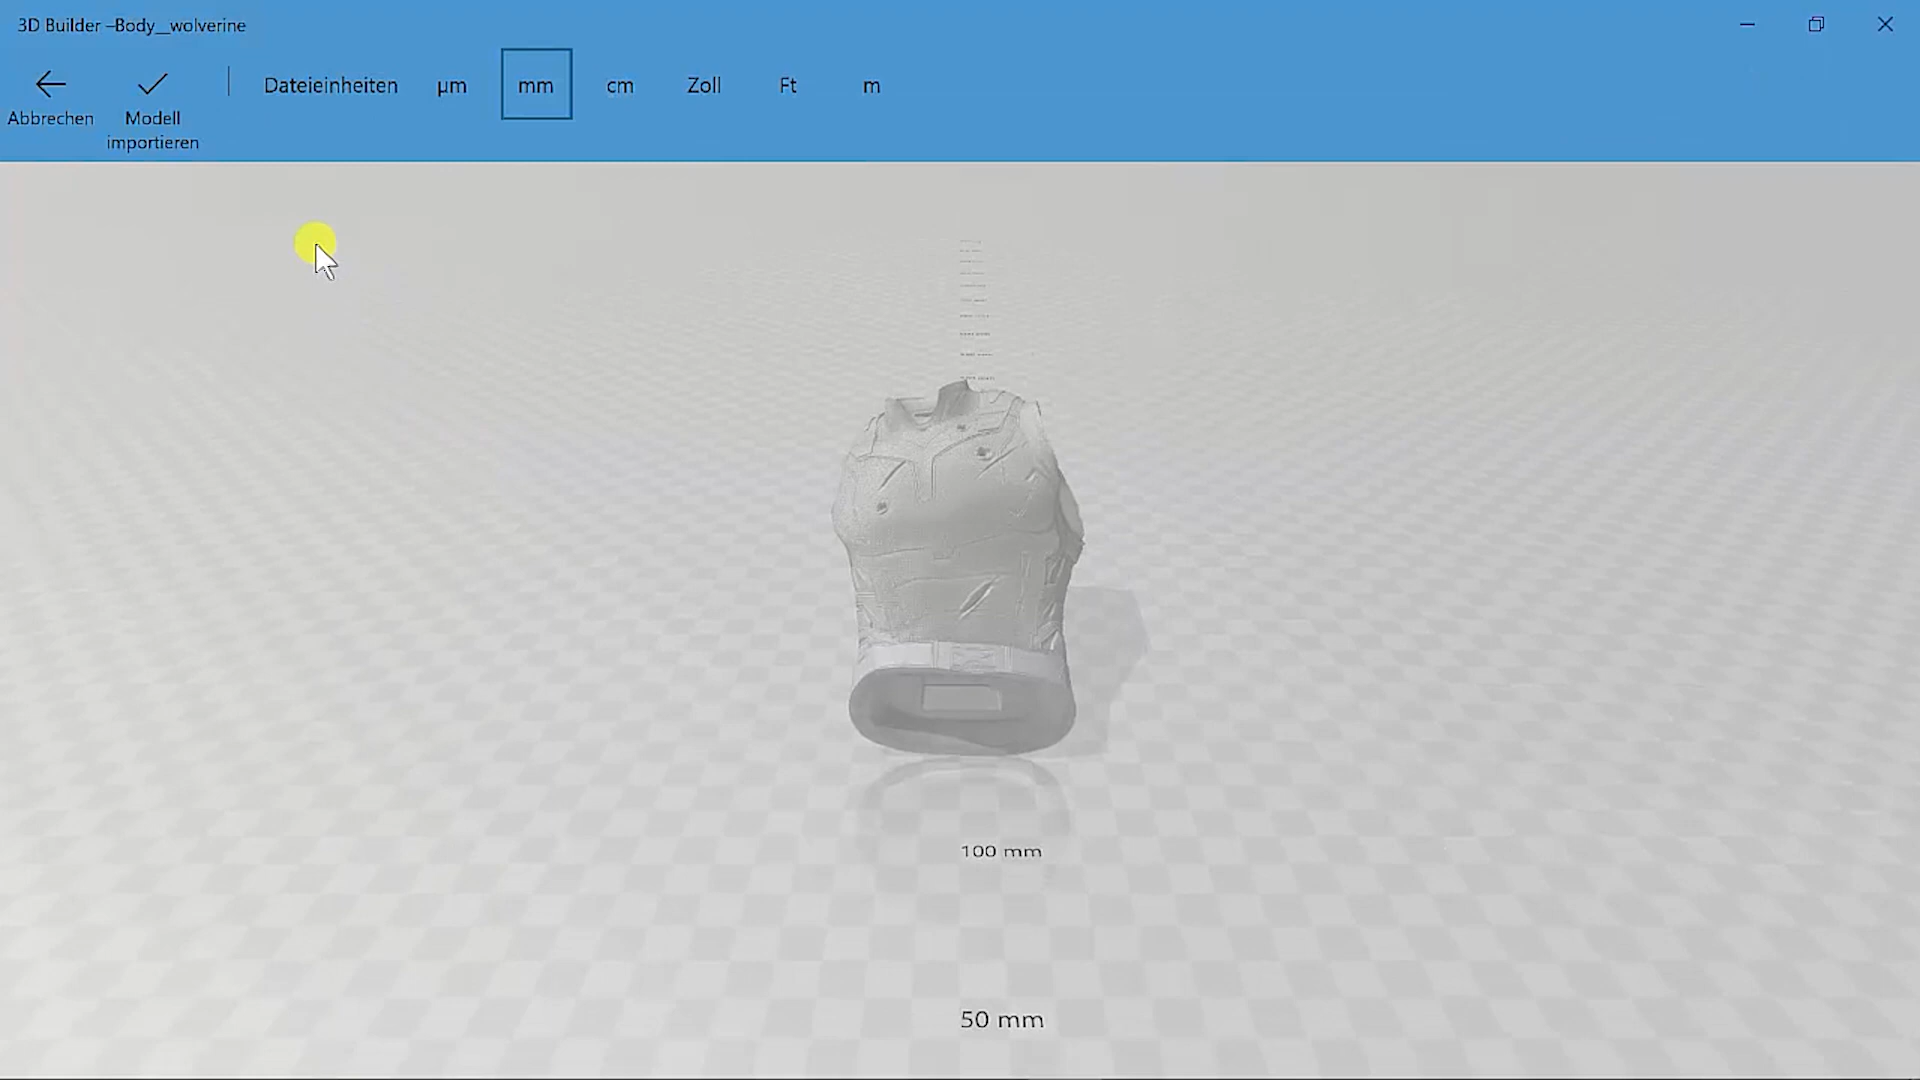 3D Builder –Body__wolverine
Abbrechen
Modell
importieren
Dateieinheiten
µm
mm
cm
Zoll
Ft
m
100 mm
50 mm